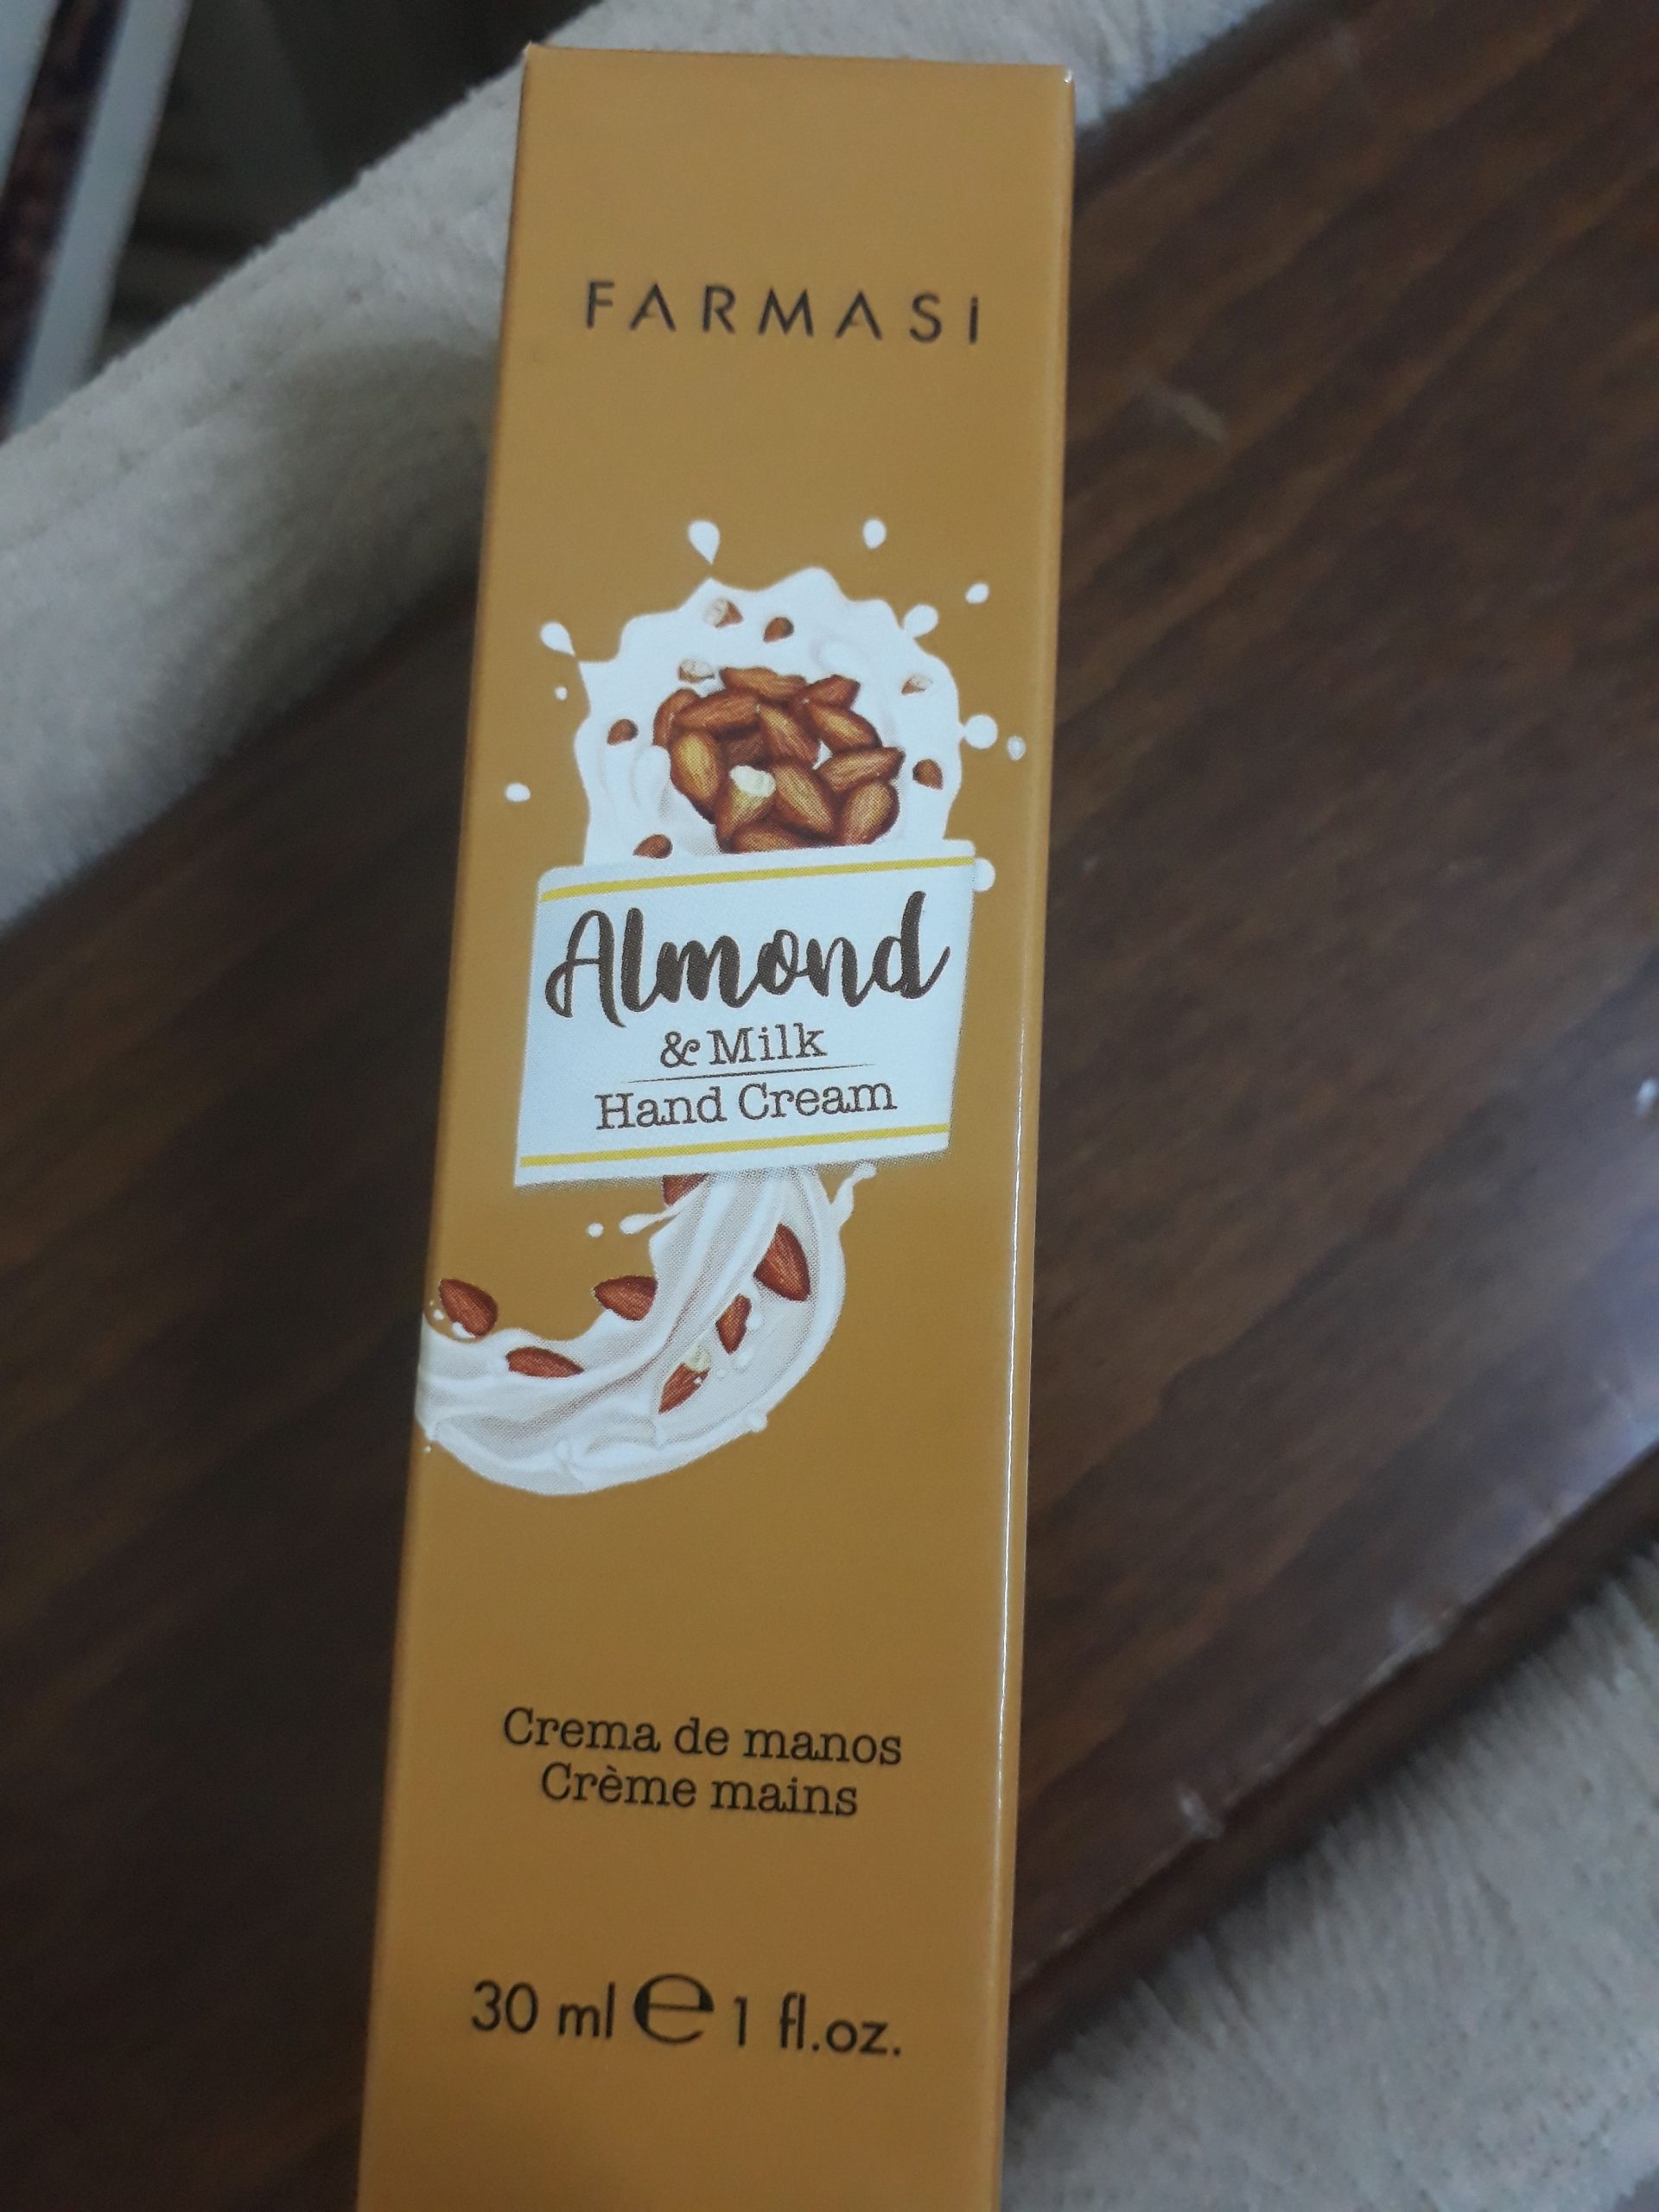 FARMASi
Almond
& Milk
Hand Cream
Crema de manos
Crème mains
30 ml ℮ 1 fl.oz.